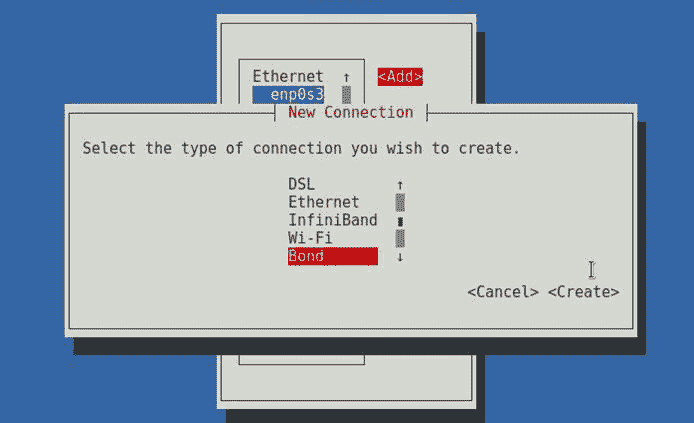 Ethernet ↑ <Add>
enp0s3
New Connection
Select the type of connection you wish to create.
DSL ↑
Ethernet
InfiniBand
Wi-Fi
Bond ↓
<Cancel> <Create>